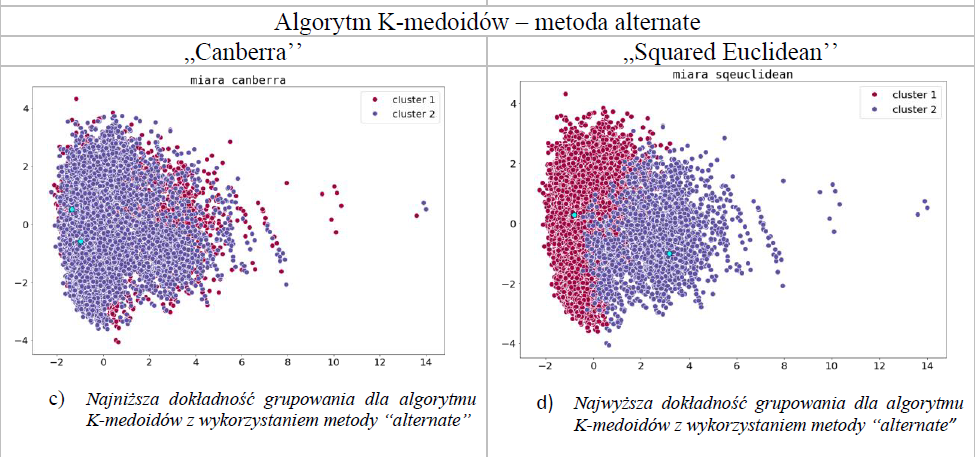 Algorytm K-medoidów – metoda alternate
„Canberra’’
„Squared Euclidean’’
miara canberra
cluster 1
cluster 2
4
2
0
−2
−4
−2
0
2
4
6
8
10
12
14
miara sqeuclidean
cluster 1
cluster 2
4
2
0
−2
−4
−2
0
2
4
6
8
10
12
14
c) Najniższa dokładność grupowania dla algorytmu
K-medoidów z wykorzystaniem metody “alternate”
d) Najwyższa dokładność grupowania dla algorytmu
K-medoidów z wykorzystaniem metody “alternate”